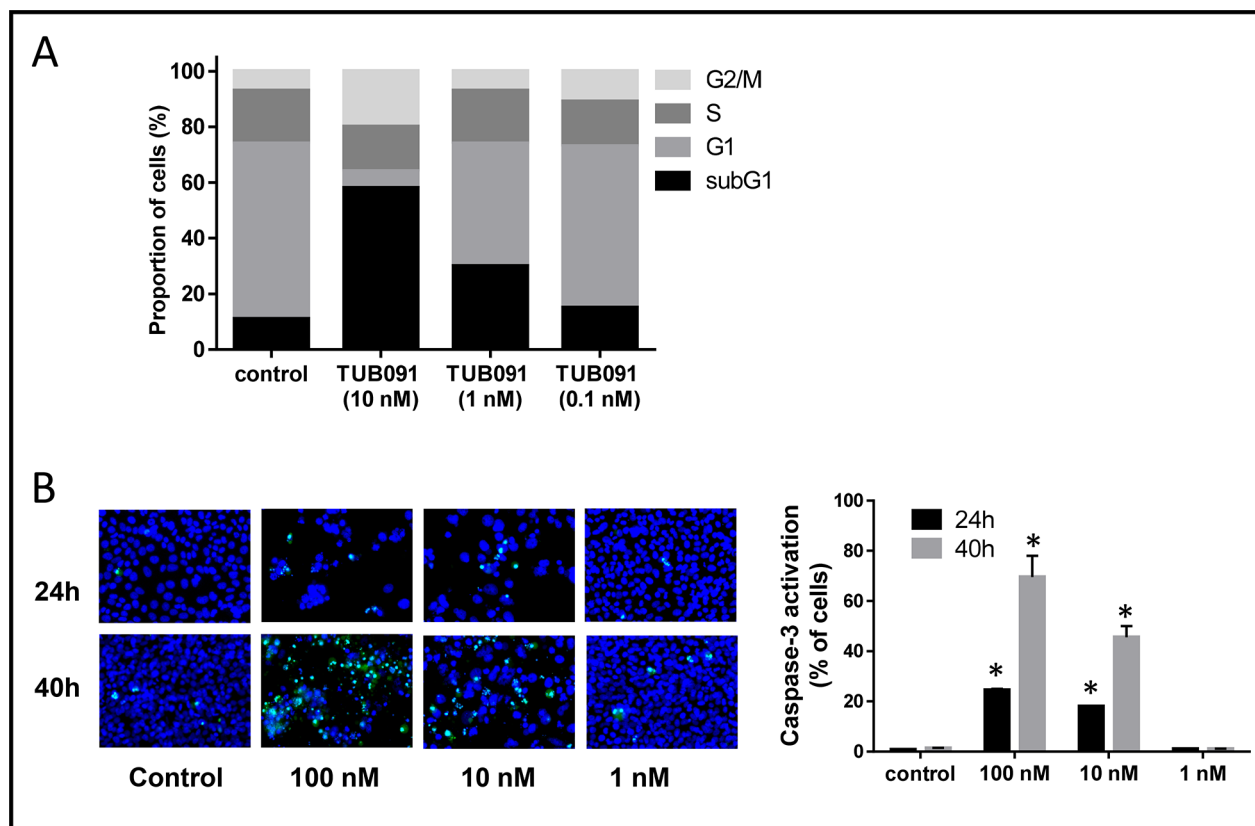 A
Proportion of cells (%)
100
80
60
40
20
0
control
TUB091
(10 nM)
TUB091
(1 nM)
TUB091
(0.1 nM)
G2/M
S
G1
subG1
B
24h
40h
Control
100 nM
10 nM
1 nM
Caspase-3 activation
(% of cells)
100
80
60
40
20
0
24h
40h
*
*
*
*
control
100 nM
10 nM
1 nM